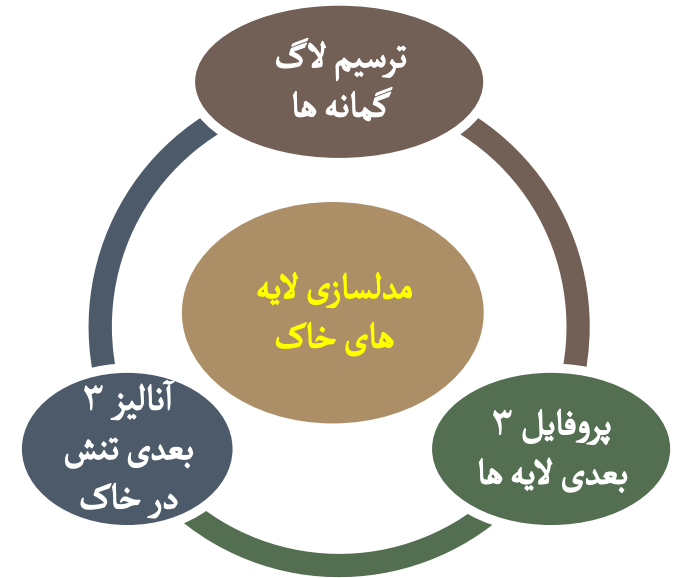 ترسیم لاگ
گمانه ها
مدلسازی لایه
های خاک
پروفایل ۳
بعدی لایه ها
آنالیز ۳
بعدی تنش
در خاک